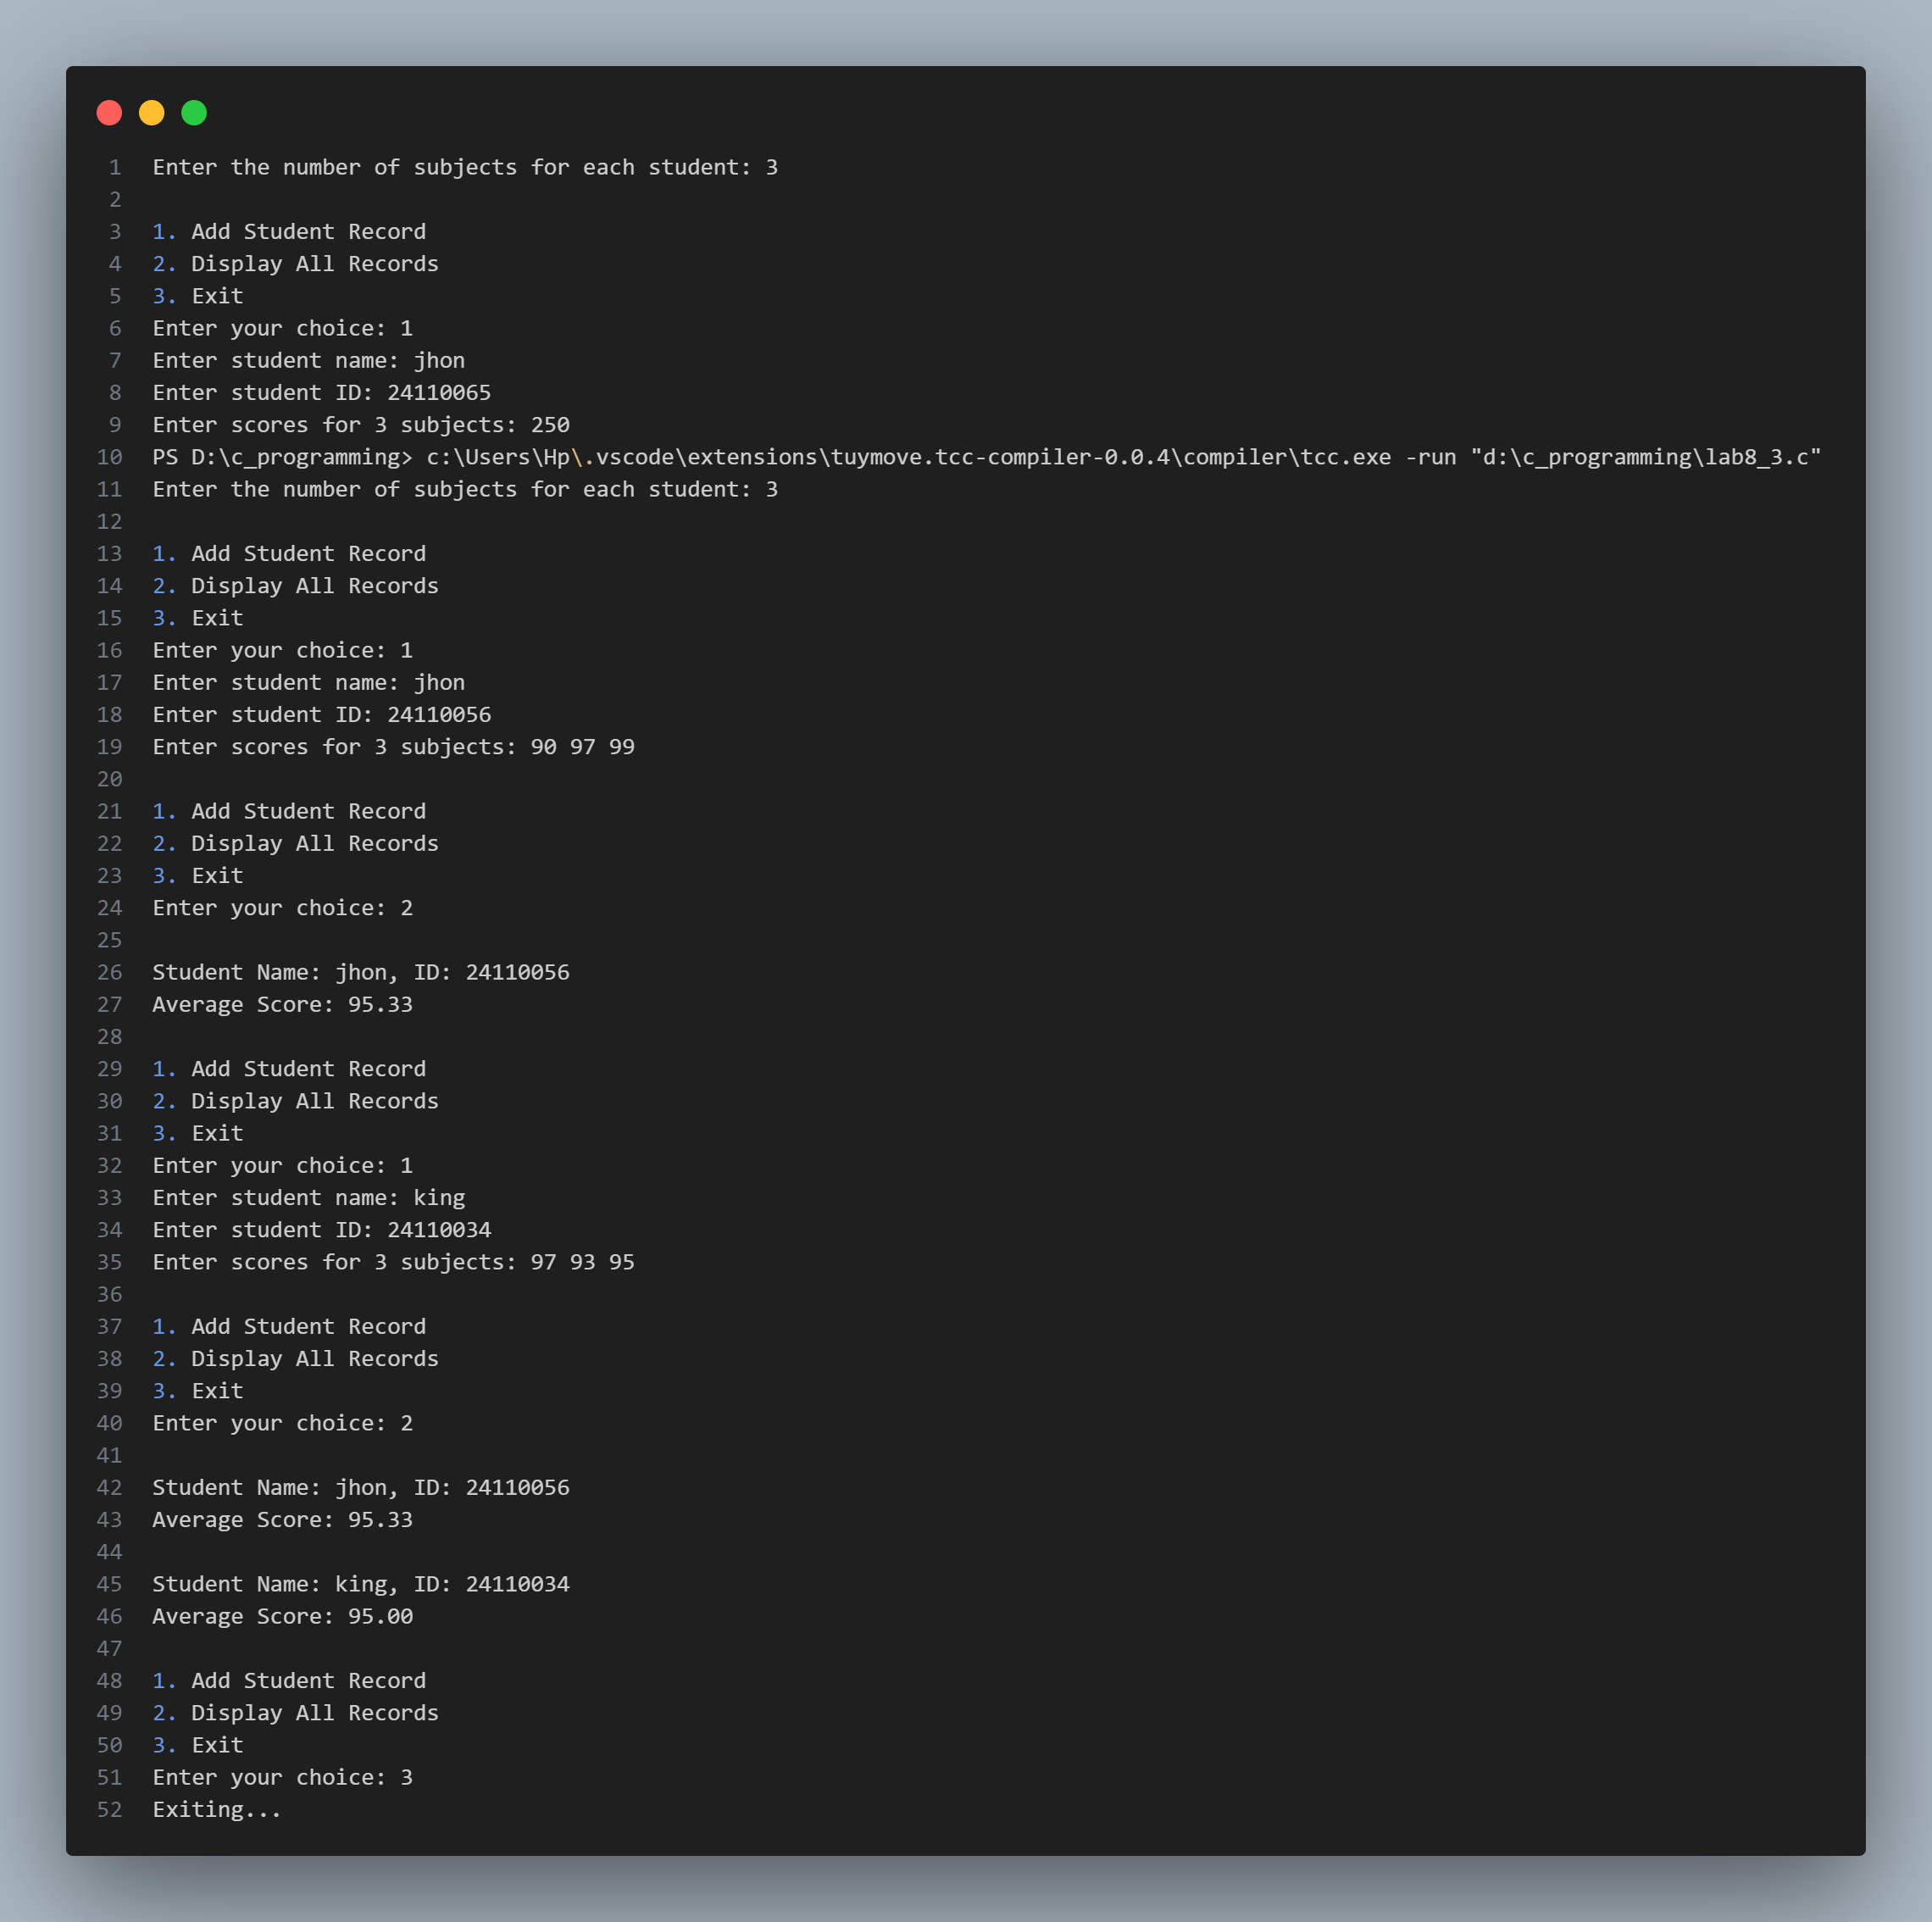 1 Enter the number of subjects for each student: 3
2
3 1. Add Student Record
4 2. Display All Records
5 3. Exit
6 Enter your choice: 1
7 Enter student name: jhon
8 Enter student ID: 24110065
9 Enter scores for 3 subjects: 250
10 PS D:\c_programming> c:\Users\Hp\.vscode\extensions\tuymove.tcc-compiler-0.0.4\compiler\tcc.exe -run "d:\c_programming\lab8_3.c"
11 Enter the number of subjects for each student: 3
12
13 1. Add Student Record
14 2. Display All Records
15 3. Exit
16 Enter your choice: 1
17 Enter student name: jhon
18 Enter student ID: 24110056
19 Enter scores for 3 subjects: 90 97 99
20
21 1. Add Student Record
22 2. Display All Records
23 3. Exit
24 Enter your choice: 2
25
26 Student Name: jhon, ID: 24110056
27 Average Score: 95.33
28
29 1. Add Student Record
30 2. Display All Records
31 3. Exit
32 Enter your choice: 1
33 Enter student name: king
34 Enter student ID: 24110034
35 Enter scores for 3 subjects: 97 93 95
36
37 1. Add Student Record
38 2. Display All Records
39 3. Exit
40 Enter your choice: 2
41
42 Student Name: jhon, ID: 24110056
43 Average Score: 95.33
44
45 Student Name: king, ID: 24110034
46 Average Score: 95.00
47
48 1. Add Student Record
49 2. Display All Records
50 3. Exit
51 Enter your choice: 3
52 Exiting...